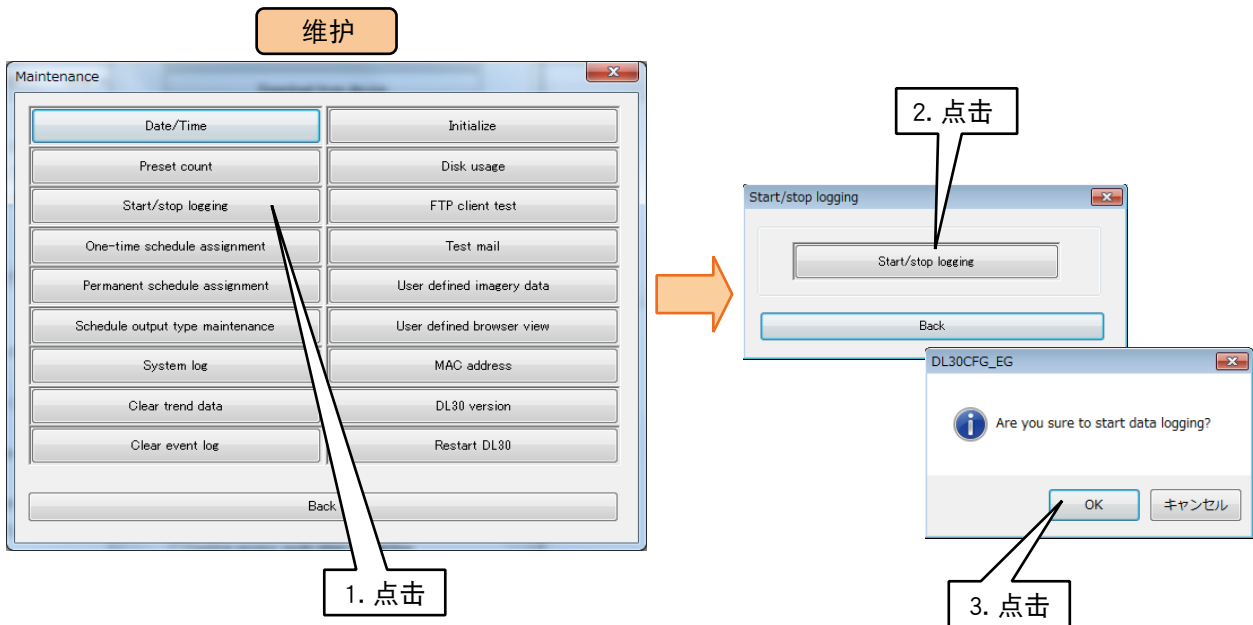 维护
Maintenance
Date/Time
Initialize
Preset count
Disk usage
Start/stop logging
FTP client test
One-time schedule assignment
Test mail
Permanent schedule assignment
User defined imagery data
Schedule output type maintenance
User defined browser view
System log
MAC address
Clear trend data
DL30 version
Clear event log
Restart DL30
Back
1. 点击
2. 点击
Start/stop logging
Start/stop logging
Back
DL30CFG_EG
Are you sure to start data logging?
OK
キャンセル
3. 点击